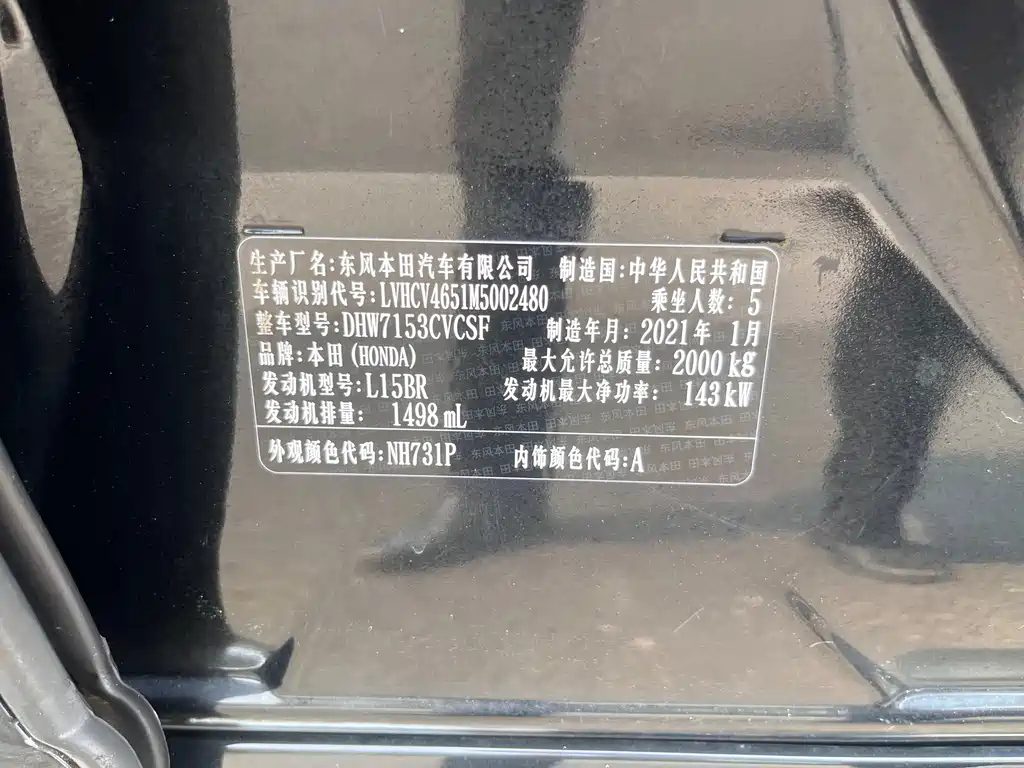 生产厂名:东风本田汽车有限公司 制造国:中华人民共和国
车辆识别代号:LVHCV4651M5002480 乘坐人数: 5
整车型号:DHW7153CVCSF 制造年月: 2021年 1月
品牌:本田(HONDA) 最大允许总质量: 2000kg
发动机型号:L15BR 发动机最大净功率: 143kW
发动机排量: 1498mL
外观颜色代码:NH731P 内饰颜色代码:A